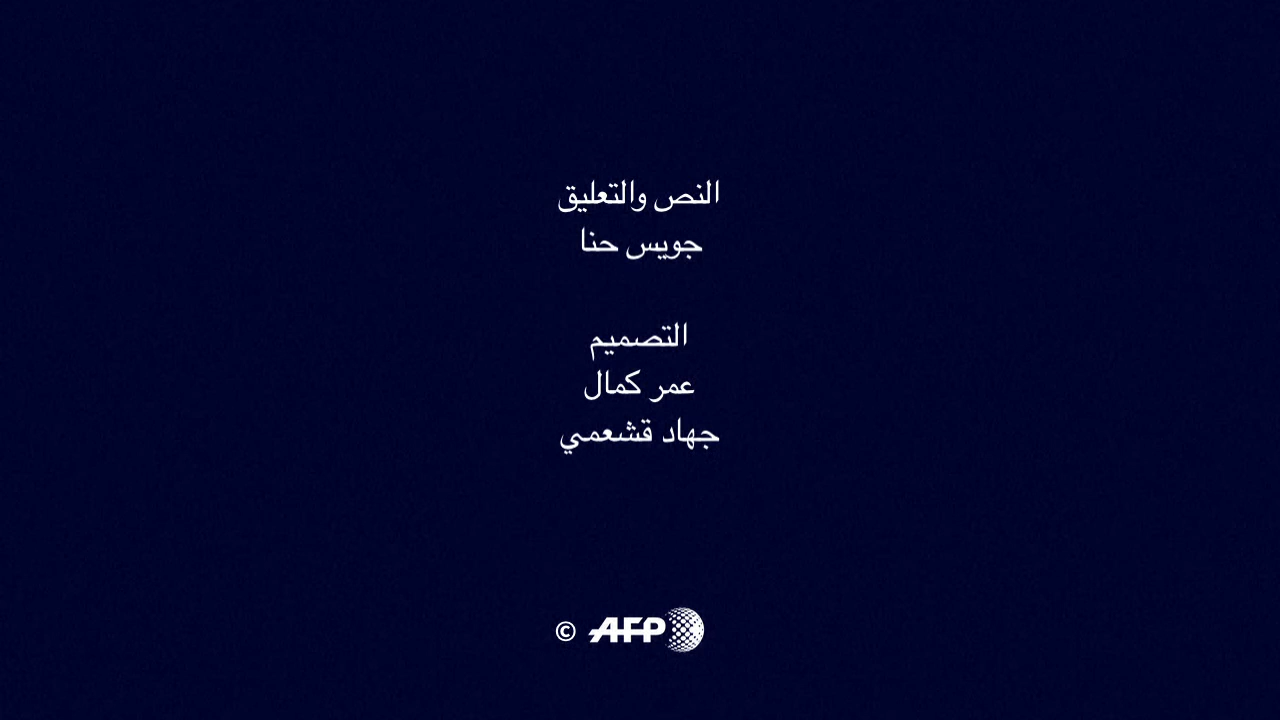 النص والتعليق
جويس حنا
التصميم
عمر كمال
جهاد قشعمي
© AFP